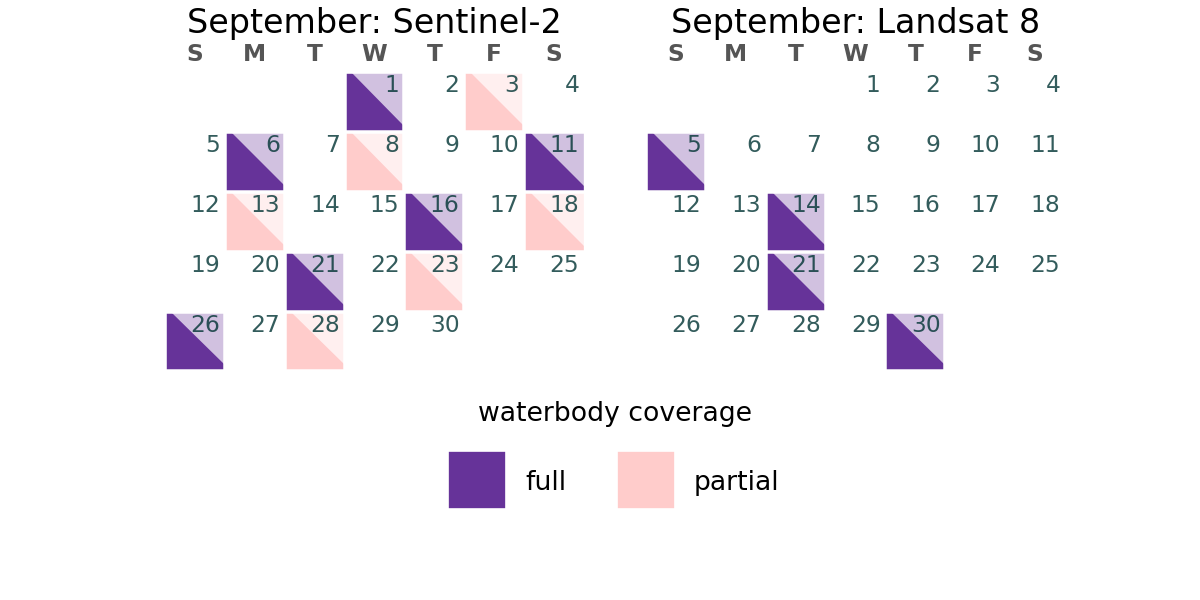 September: Sentinel-2
S M T W T F S
1 2 3 4
5 6 7 8 9 10 11
12 13 14 15 16 17 18
19 20 21 22 23 24 25
26 27 28 29 30
September: Landsat 8
S M T W T F S
1 2 3 4
5 6 7 8 9 10 11
12 13 14 15 16 17 18
19 20 21 22 23 24 25
26 27 28 29 30
waterbody coverage
full
partial